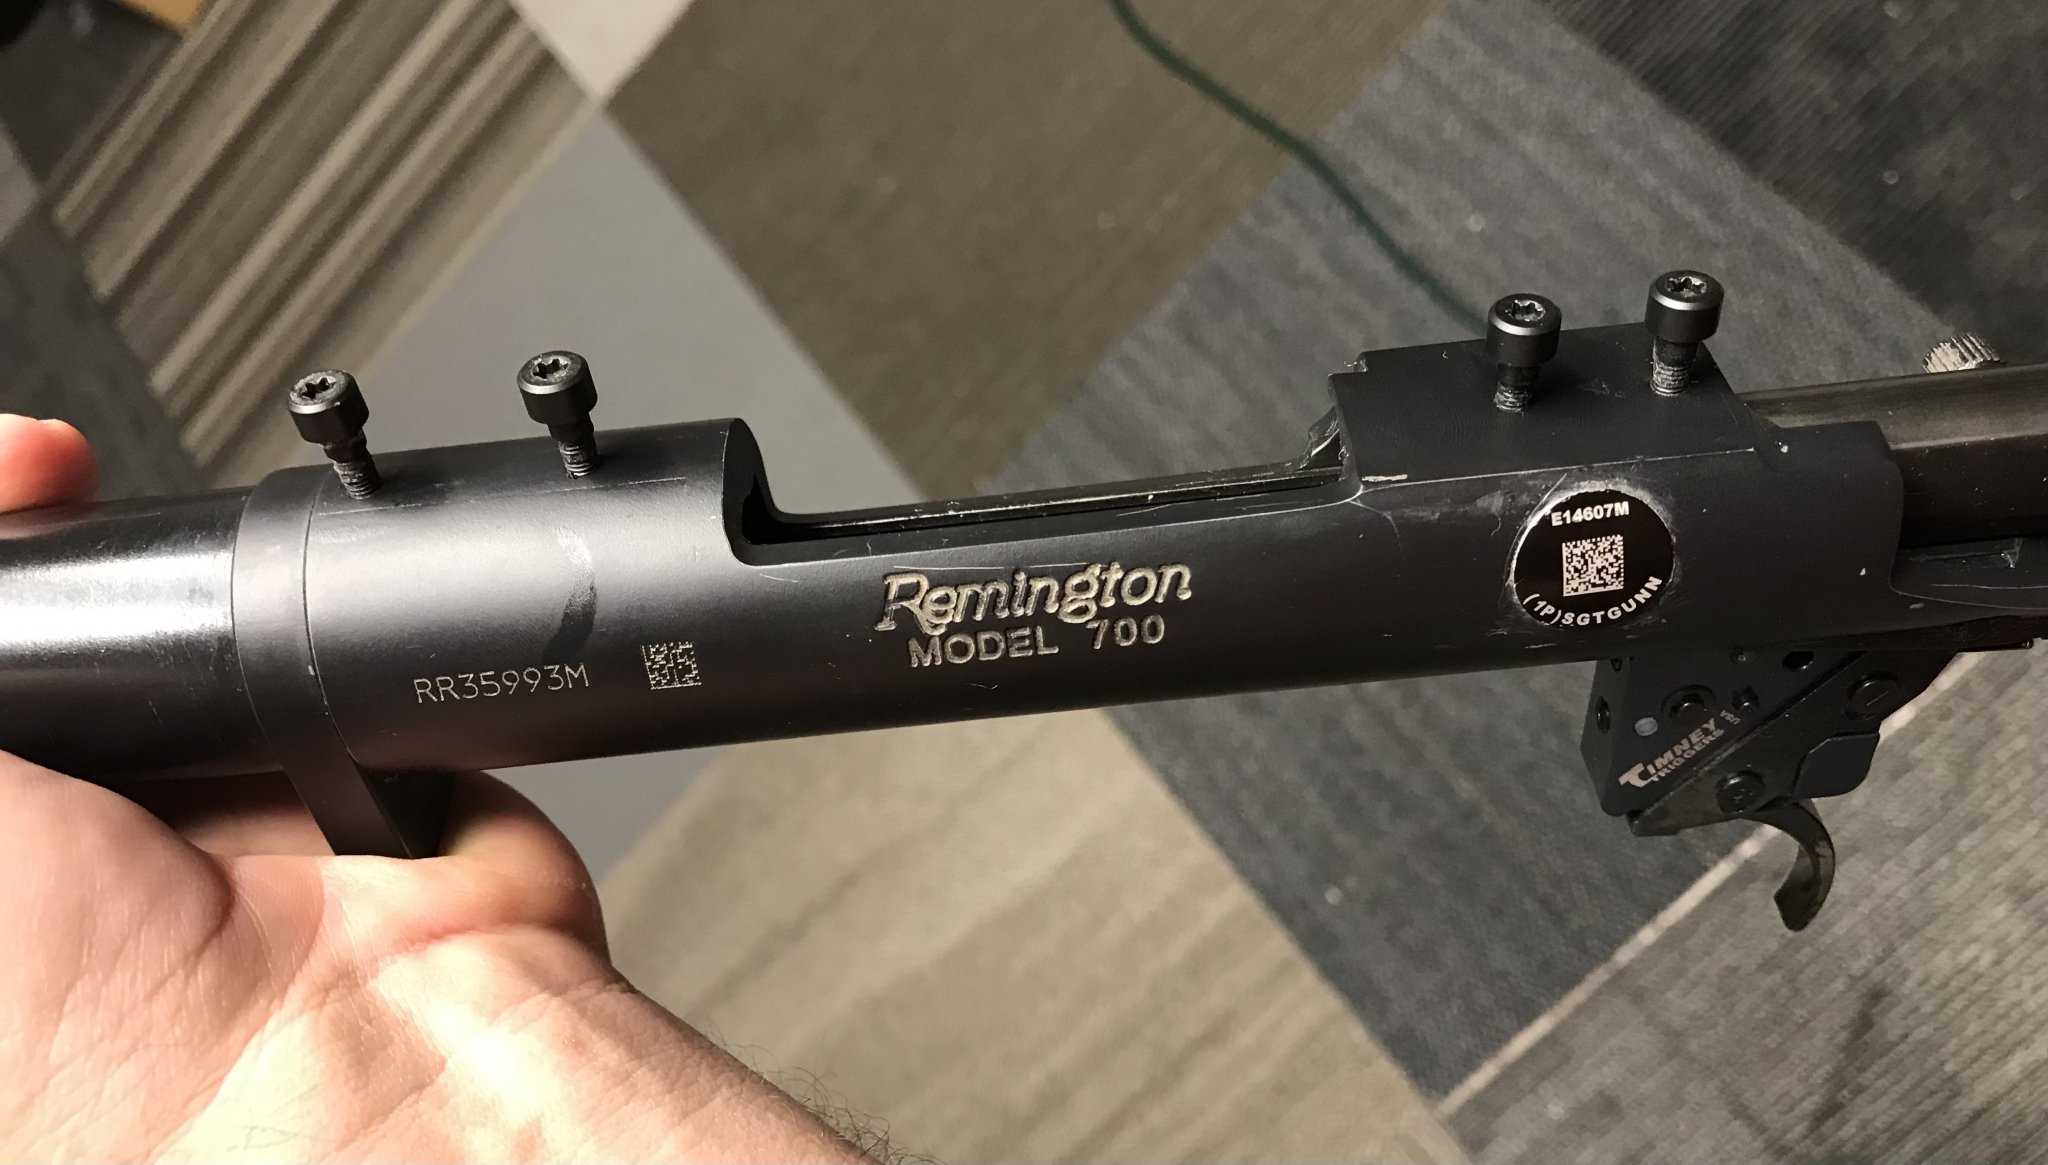 RR35993M
Remington
MODEL 700
E14607M
(1P)SGTGUNN
TIMNEY
TRIGGERS